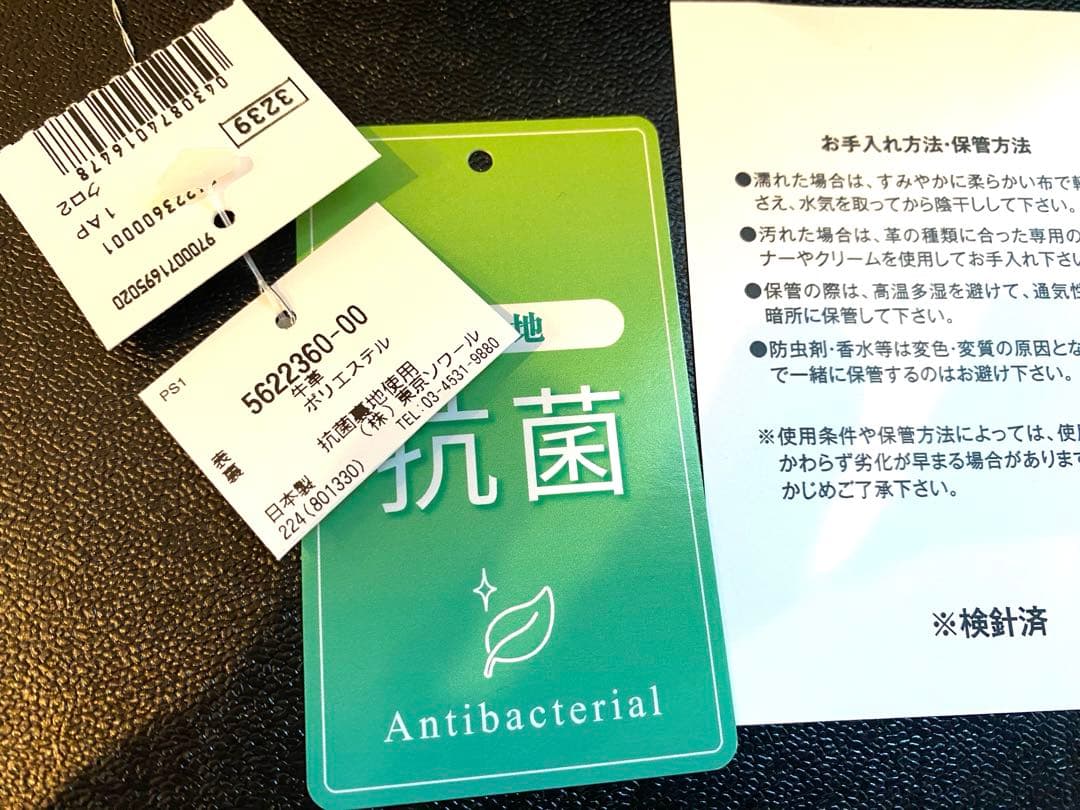 0430874016478
3239
クロ2
1AP
9700071695020
PS1
5622360-00
表 牛革
裏 ポリエステル
抗菌裏地使用
(株)東京ソワール
TEL:03-4531-9880
日本製
224(801330)
地
抗菌
Antibacterial
お手入れ方法・保管方法
●濡れた場合は、すみやかに柔らかい布で軽
さえ、水気を取ってから陰干しして下さい。
●汚れた場合は、革の種類に合った専用の
ナーやクリームを使用してお手入れ下さい
●保管の際は、高温多湿を避けて、通気性
暗所に保管して下さい。
●防虫剤・香水等は変色・変質の原因とな
で一緒に保管するのはお避け下さい。
※使用条件や保管方法によっては、使用
かわらず劣化が早まる場合があります
かじめご了承下さい。
※検針済